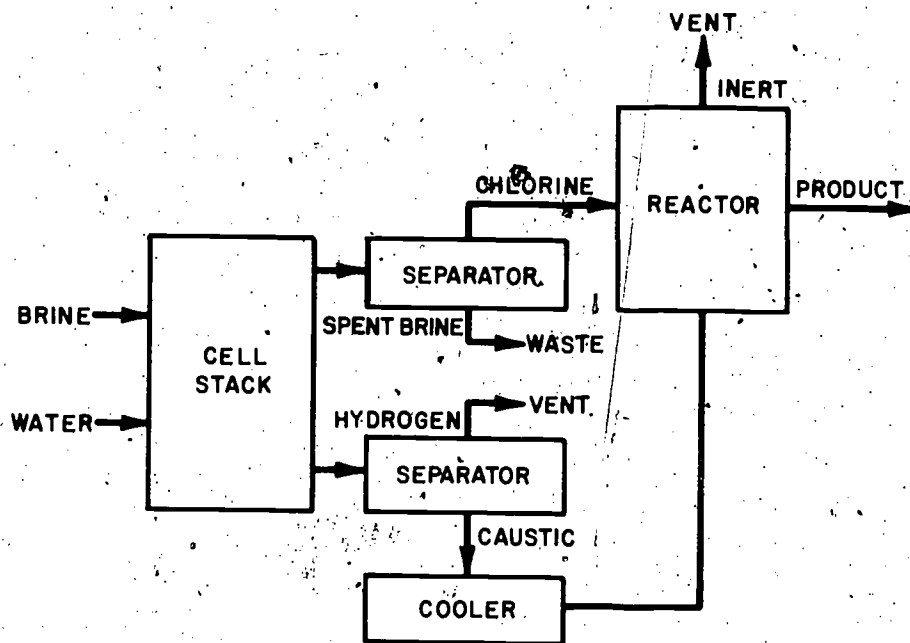 VENT
INERT
CHLORINE
REACTOR
PRODUCT
SEPARATOR
BRINE
SPENT BRINE
WASTE
CELL
STACK
WATER
HYDROGEN
VENT
SEPARATOR
CAUSTIC
COOLER